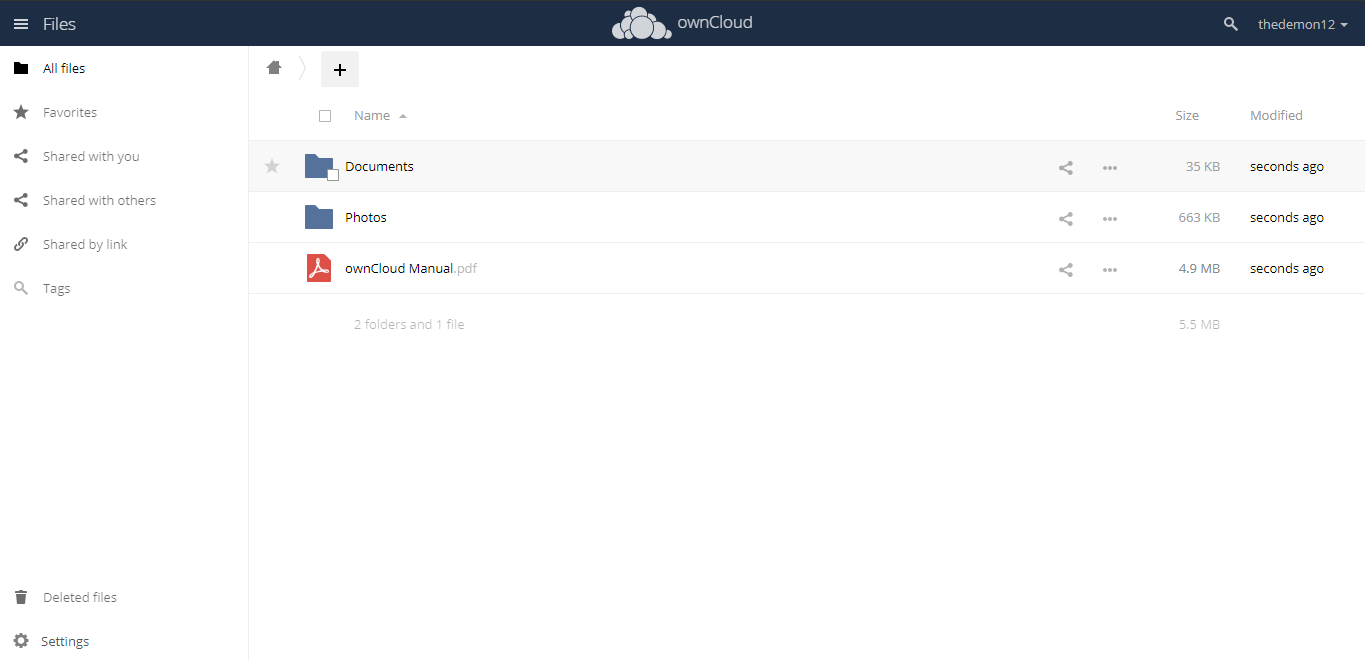 Files
ownCloud
thedemon12
All files
Favorites
Shared with you
Shared with others
Shared by link
Tags
Deleted files
Settings
Name Size Modified
Documents 35 KB seconds ago
Photos 663 KB seconds ago
ownCloud Manual.pdf 4.9 MB seconds ago
2 folders and 1 file 5.5 MB